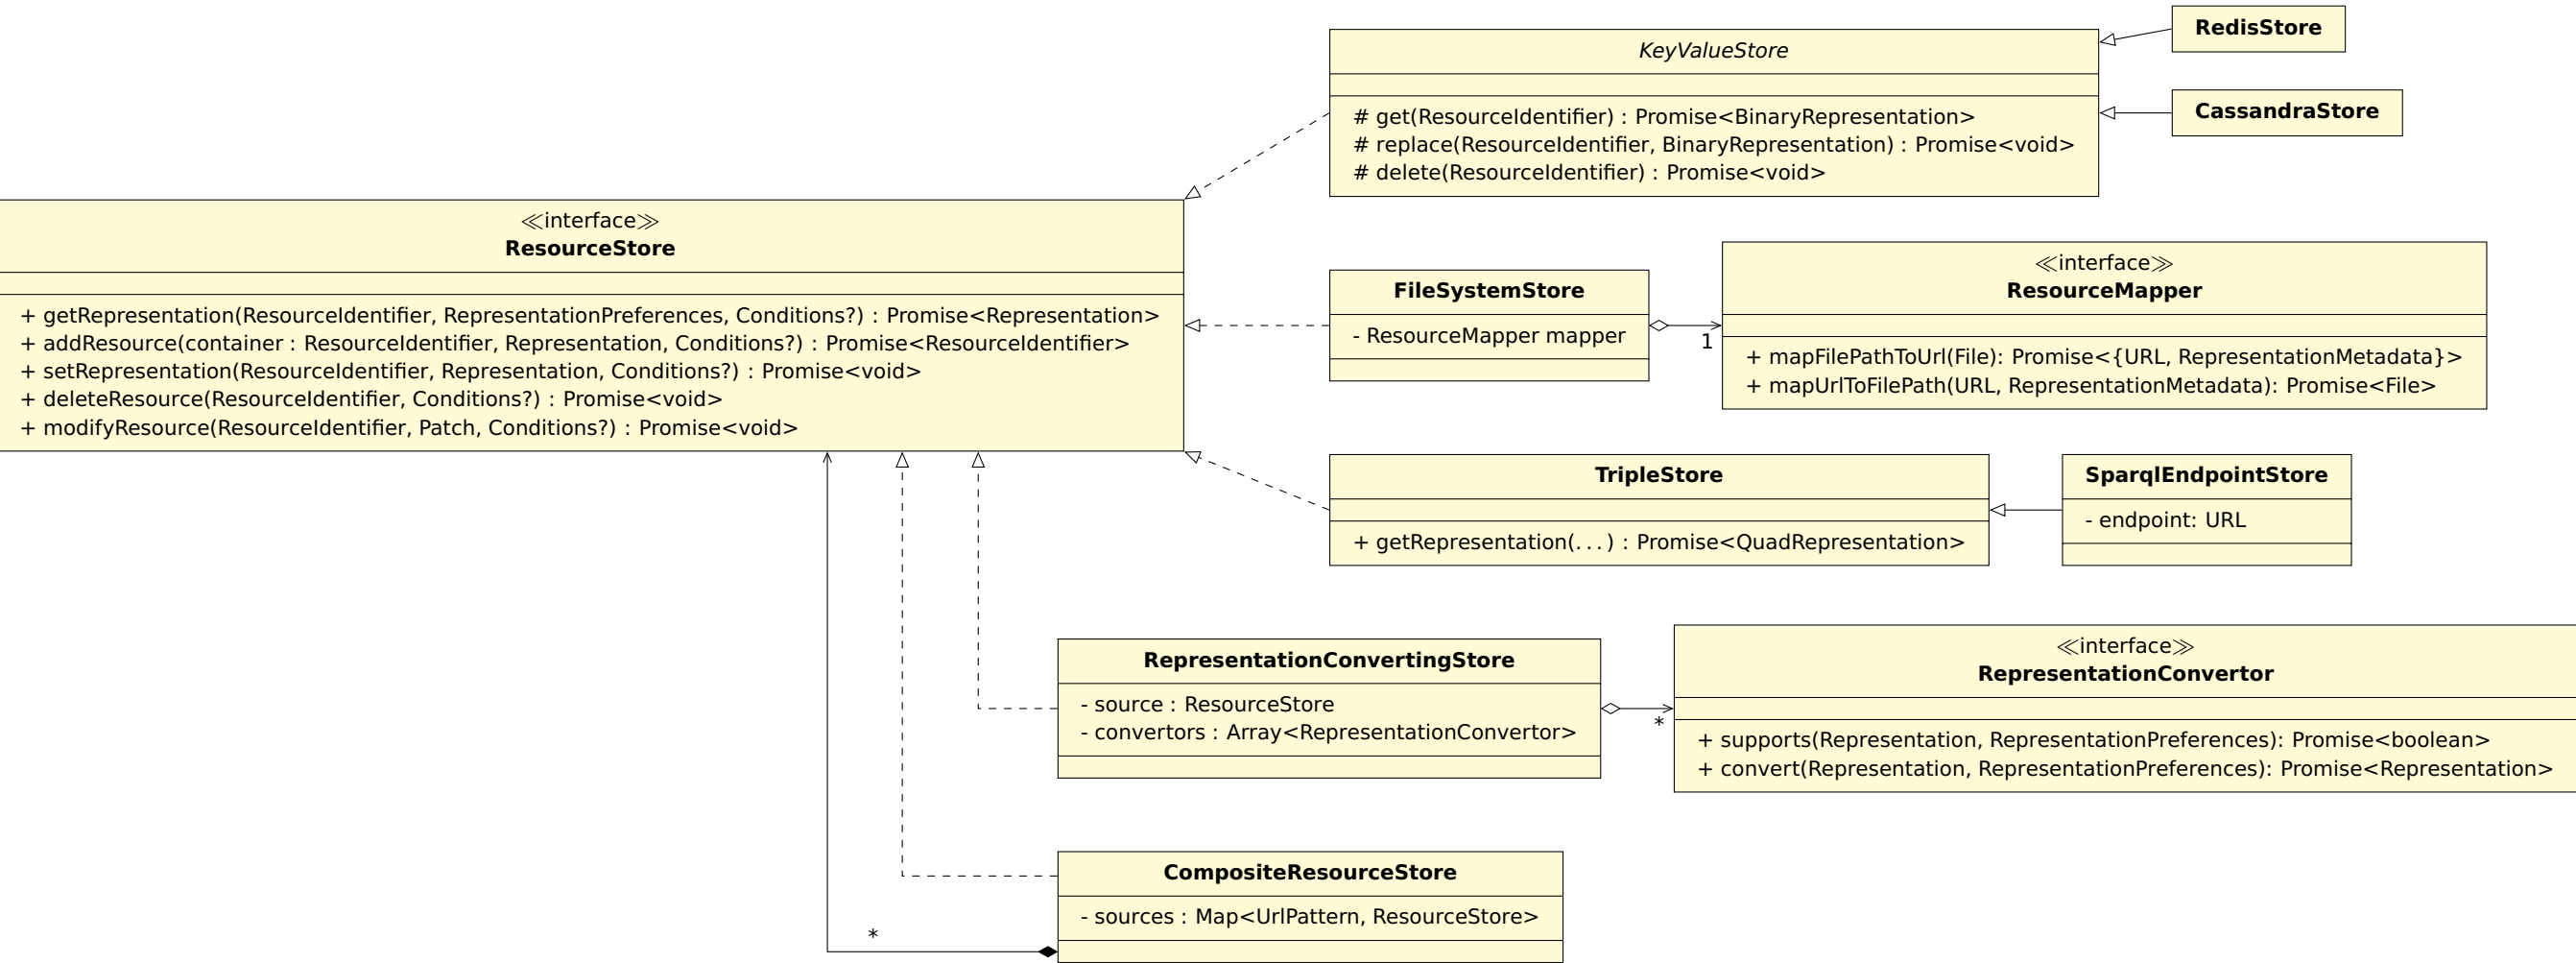 RedisStore
KeyValueStore
# get(ResourceIdentifier) : Promise<BinaryRepresentation>
# replace(ResourceIdentifier, BinaryRepresentation) : Promise<void>
# delete(ResourceIdentifier) : Promise<void>
CassandraStore
≪interface≫
ResourceStore
+ getRepresentation(ResourceIdentifier, RepresentationPreferences, Conditions?) : Promise<Representation>
+ addResource(container : ResourceIdentifier, Representation, Conditions?) : Promise<ResourceIdentifier>
+ setRepresentation(ResourceIdentifier, Representation, Conditions?) : Promise<void>
+ deleteResource(ResourceIdentifier, Conditions?) : Promise<void>
+ modifyResource(ResourceIdentifier, Patch, Conditions?) : Promise<void>
FileSystemStore
- ResourceMapper mapper
1
≪interface≫
ResourceMapper
+ mapFilePathToUrl(File): Promise<{URL, RepresentationMetadata}>
+ mapUrlToFilePath(URL, RepresentationMetadata): Promise<File>
TripleStore
+ getRepresentation(...) : Promise<QuadRepresentation>
SparqlEndpointStore
- endpoint: URL
RepresentationConvertingStore
- source : ResourceStore
- convertors : Array<RepresentationConvertor>
*
≪interface≫
RepresentationConvertor
+ supports(Representation, RepresentationPreferences): Promise<boolean>
+ convert(Representation, RepresentationPreferences): Promise<Representation>
CompositeResourceStore
- sources : Map<UrlPattern, ResourceStore>
*